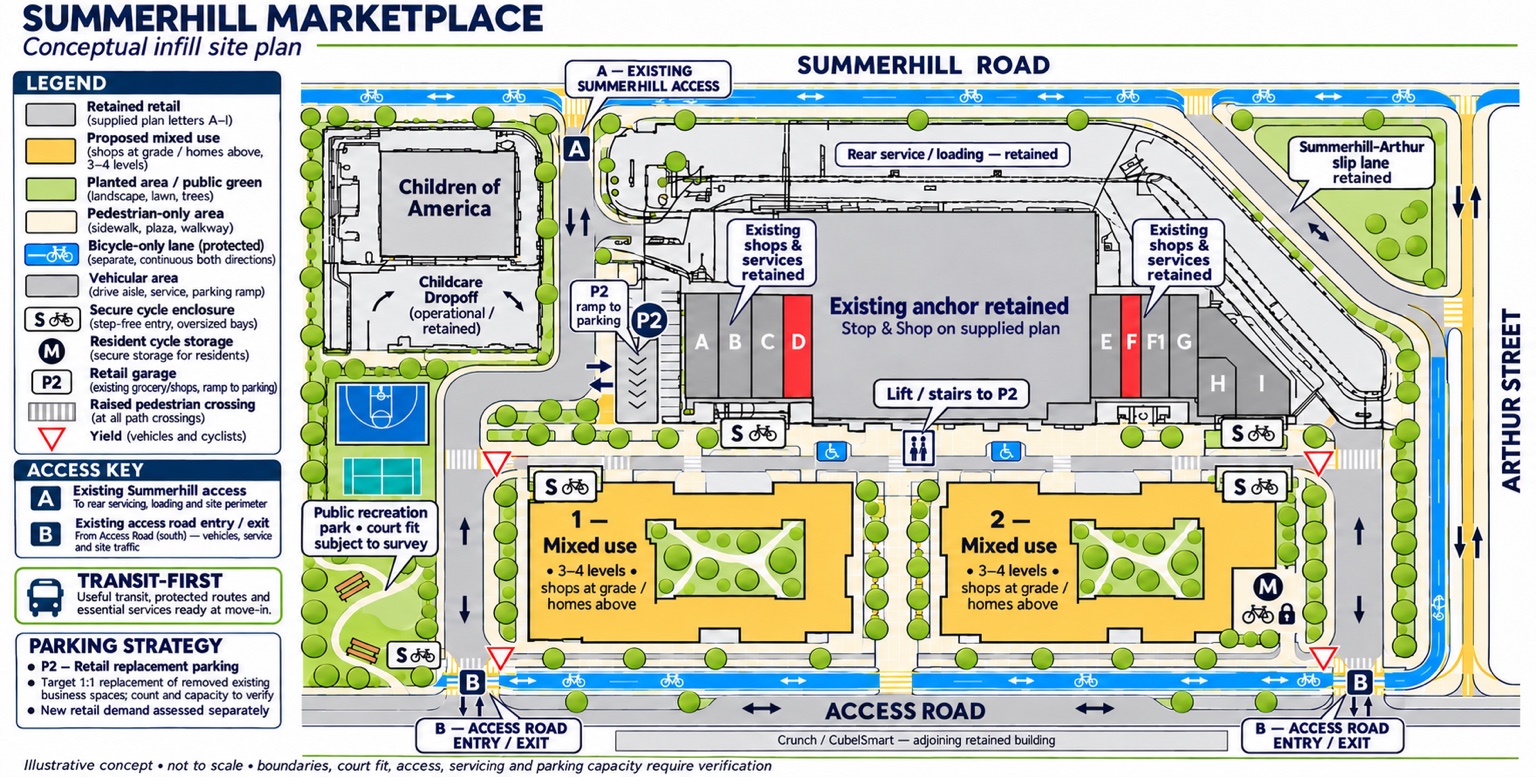 SUMMERHILL MARKETPLACE
Conceptual infill site plan
LEGEND
Retained retail
(supplied plan letters A–I)
Proposed mixed use
(shops at grade / homes above,
3–4 levels)
Planted area / public green
(landscape, lawn, trees)
Pedestrian-only area
(sidewalk, plaza, walkway)
Bicycle-only lane (protected)
(separate, continuous both directions)
Vehicular area
(drive aisle, service, parking ramp)
S
Secure cycle enclosure
(step-free entry, oversized bays)
M
Resident cycle storage
(secure storage for residents)
P2
Retail garage
(existing grocery/shops, ramp to parking)
Raised pedestrian crossing
(at all path crossings)
Yield (vehicles and cyclists)
ACCESS KEY
A
Existing Summerhill access
To rear servicing, loading and site perimeter
B
Existing access road entry / exit
From Access Road (south) — vehicles, service
and site traffic
TRANSIT-FIRST
Useful transit, protected routes and
essential services ready at move-in.
PARKING STRATEGY
• P2 — Retail replacement parking
• Target 1:1 replacement of removed existing
business spaces; count and capacity to verify
• New retail demand assessed separately
A — EXISTING
SUMMERHILL ACCESS
SUMMERHILL ROAD
A
Rear service / loading — retained
Summerhill-Arthur
slip lane
retained
Children of
America
Childcare
Dropoff
(operational /
retained)
P2
ramp to
parking
P2
Existing
shops &
services
retained
Existing anchor retained
Stop & Shop on supplied plan
Existing
shops &
services
retained
A B C D
E F F1 G
H I
C
Lift / stairs to P2
S
S
ARTHUR STREET
Public recreation
park • court fit
subject to survey
S
1 —
Mixed use
• 3–4 levels •
shops at grade /
homes above
2 —
Mixed use
• 3–4 levels •
shops at grade /
homes above
S
M
S
B
B
B — ACCESS ROAD
ENTRY / EXIT
ACCESS ROAD
B — ACCESS ROAD
ENTRY / EXIT
Crunch / CubelSmart — adjoining retained building
Illustrative concept • not to scale • boundaries, court fit, access, servicing and parking capacity require verification